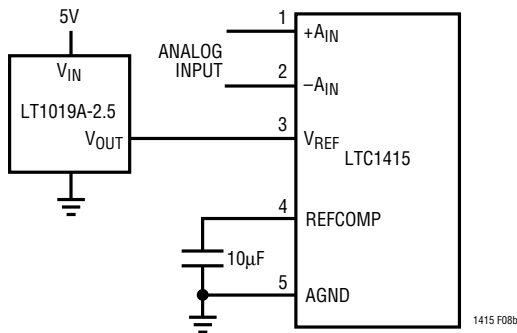 5V
VIN
LT1019A-2.5
VOUT
ANALOG
INPUT
1
+AIN
2
–AIN
3
VREF
LTC1415
4
REFCOMP
10µF
5
AGND
1415 F08b